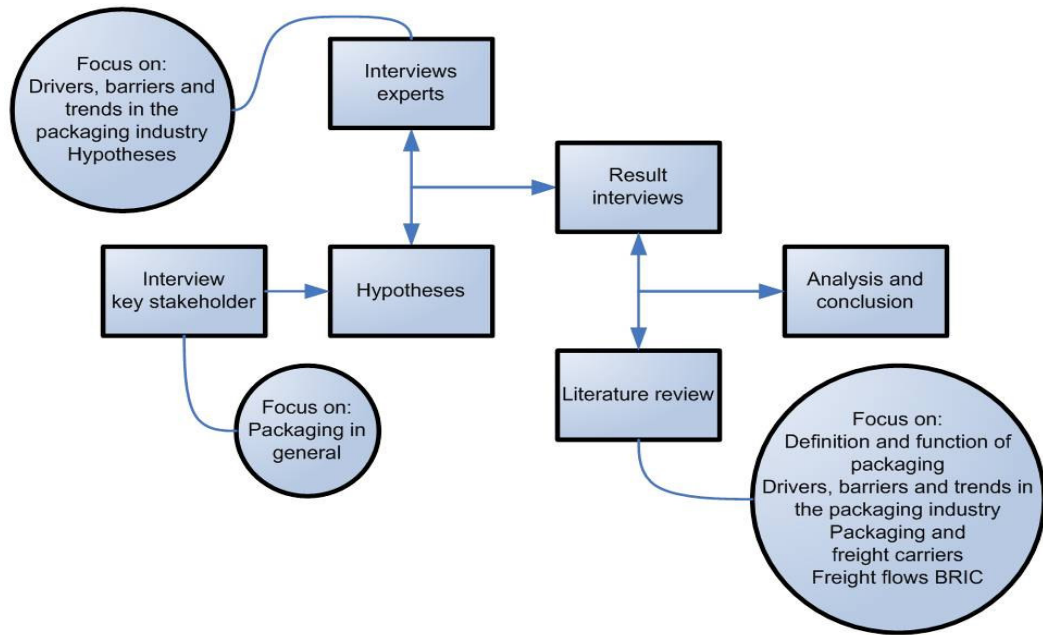 Focus on:
Drivers, barriers and
trends in the
packaging industry
Hypotheses
Interviews
experts
Result
interviews
Interview
key stakeholder
Hypotheses
Analysis and
conclusion
Focus on:
Packaging in
general
Literature review
Focus on:
Definition and function of
packaging
Drivers, barriers and trends in
the packaging industry
Packaging and
freight carriers
Freight flows BRIC